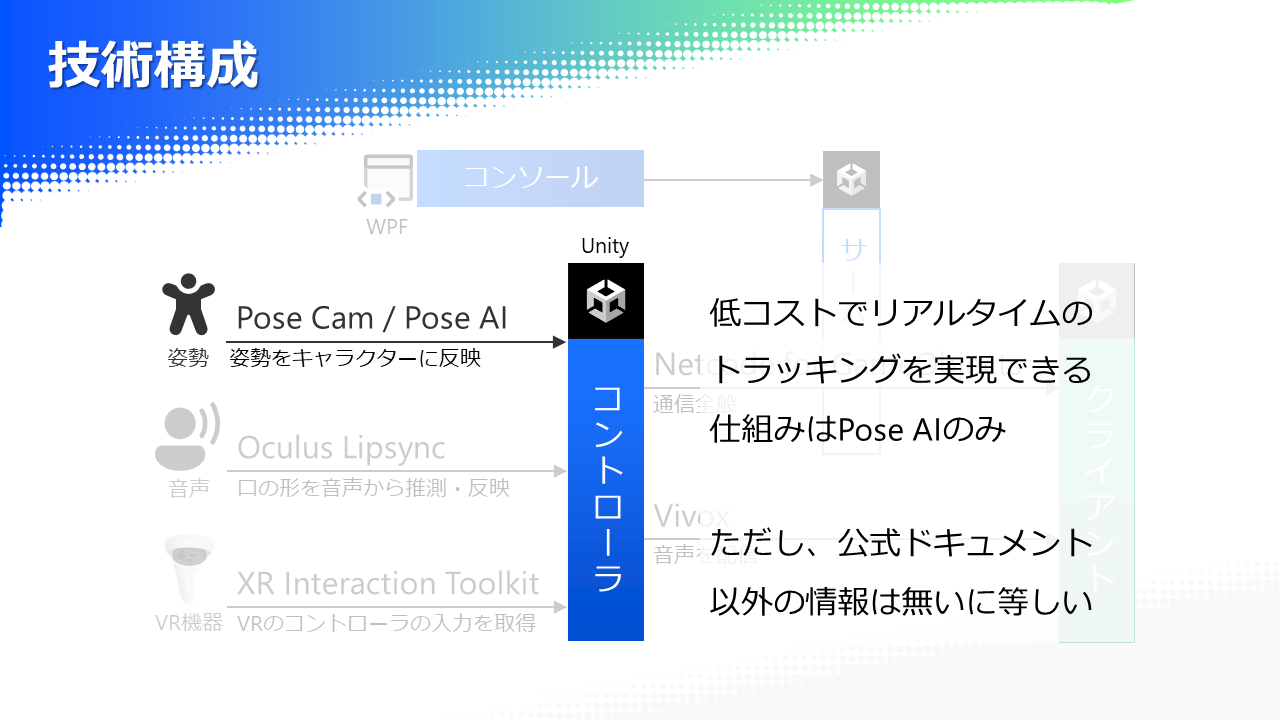 技術構成
コンソール
WPF
Unity
サー
Pose Cam / Pose AI
姿勢
姿勢をキャラクターに反映
Oculus Lipsync
音声
口の形を音声から推測・反映
XR Interaction Toolkit
VR機器
VRのコントローラの入力を取得
コントローラ
通信全般
Vivox
音声を配信
クライアント
低コストでリアルタイムの
トラッキングを実現できる
仕組みはPose AIのみ
ただし、公式ドキュメント
以外の情報は無いに等しい